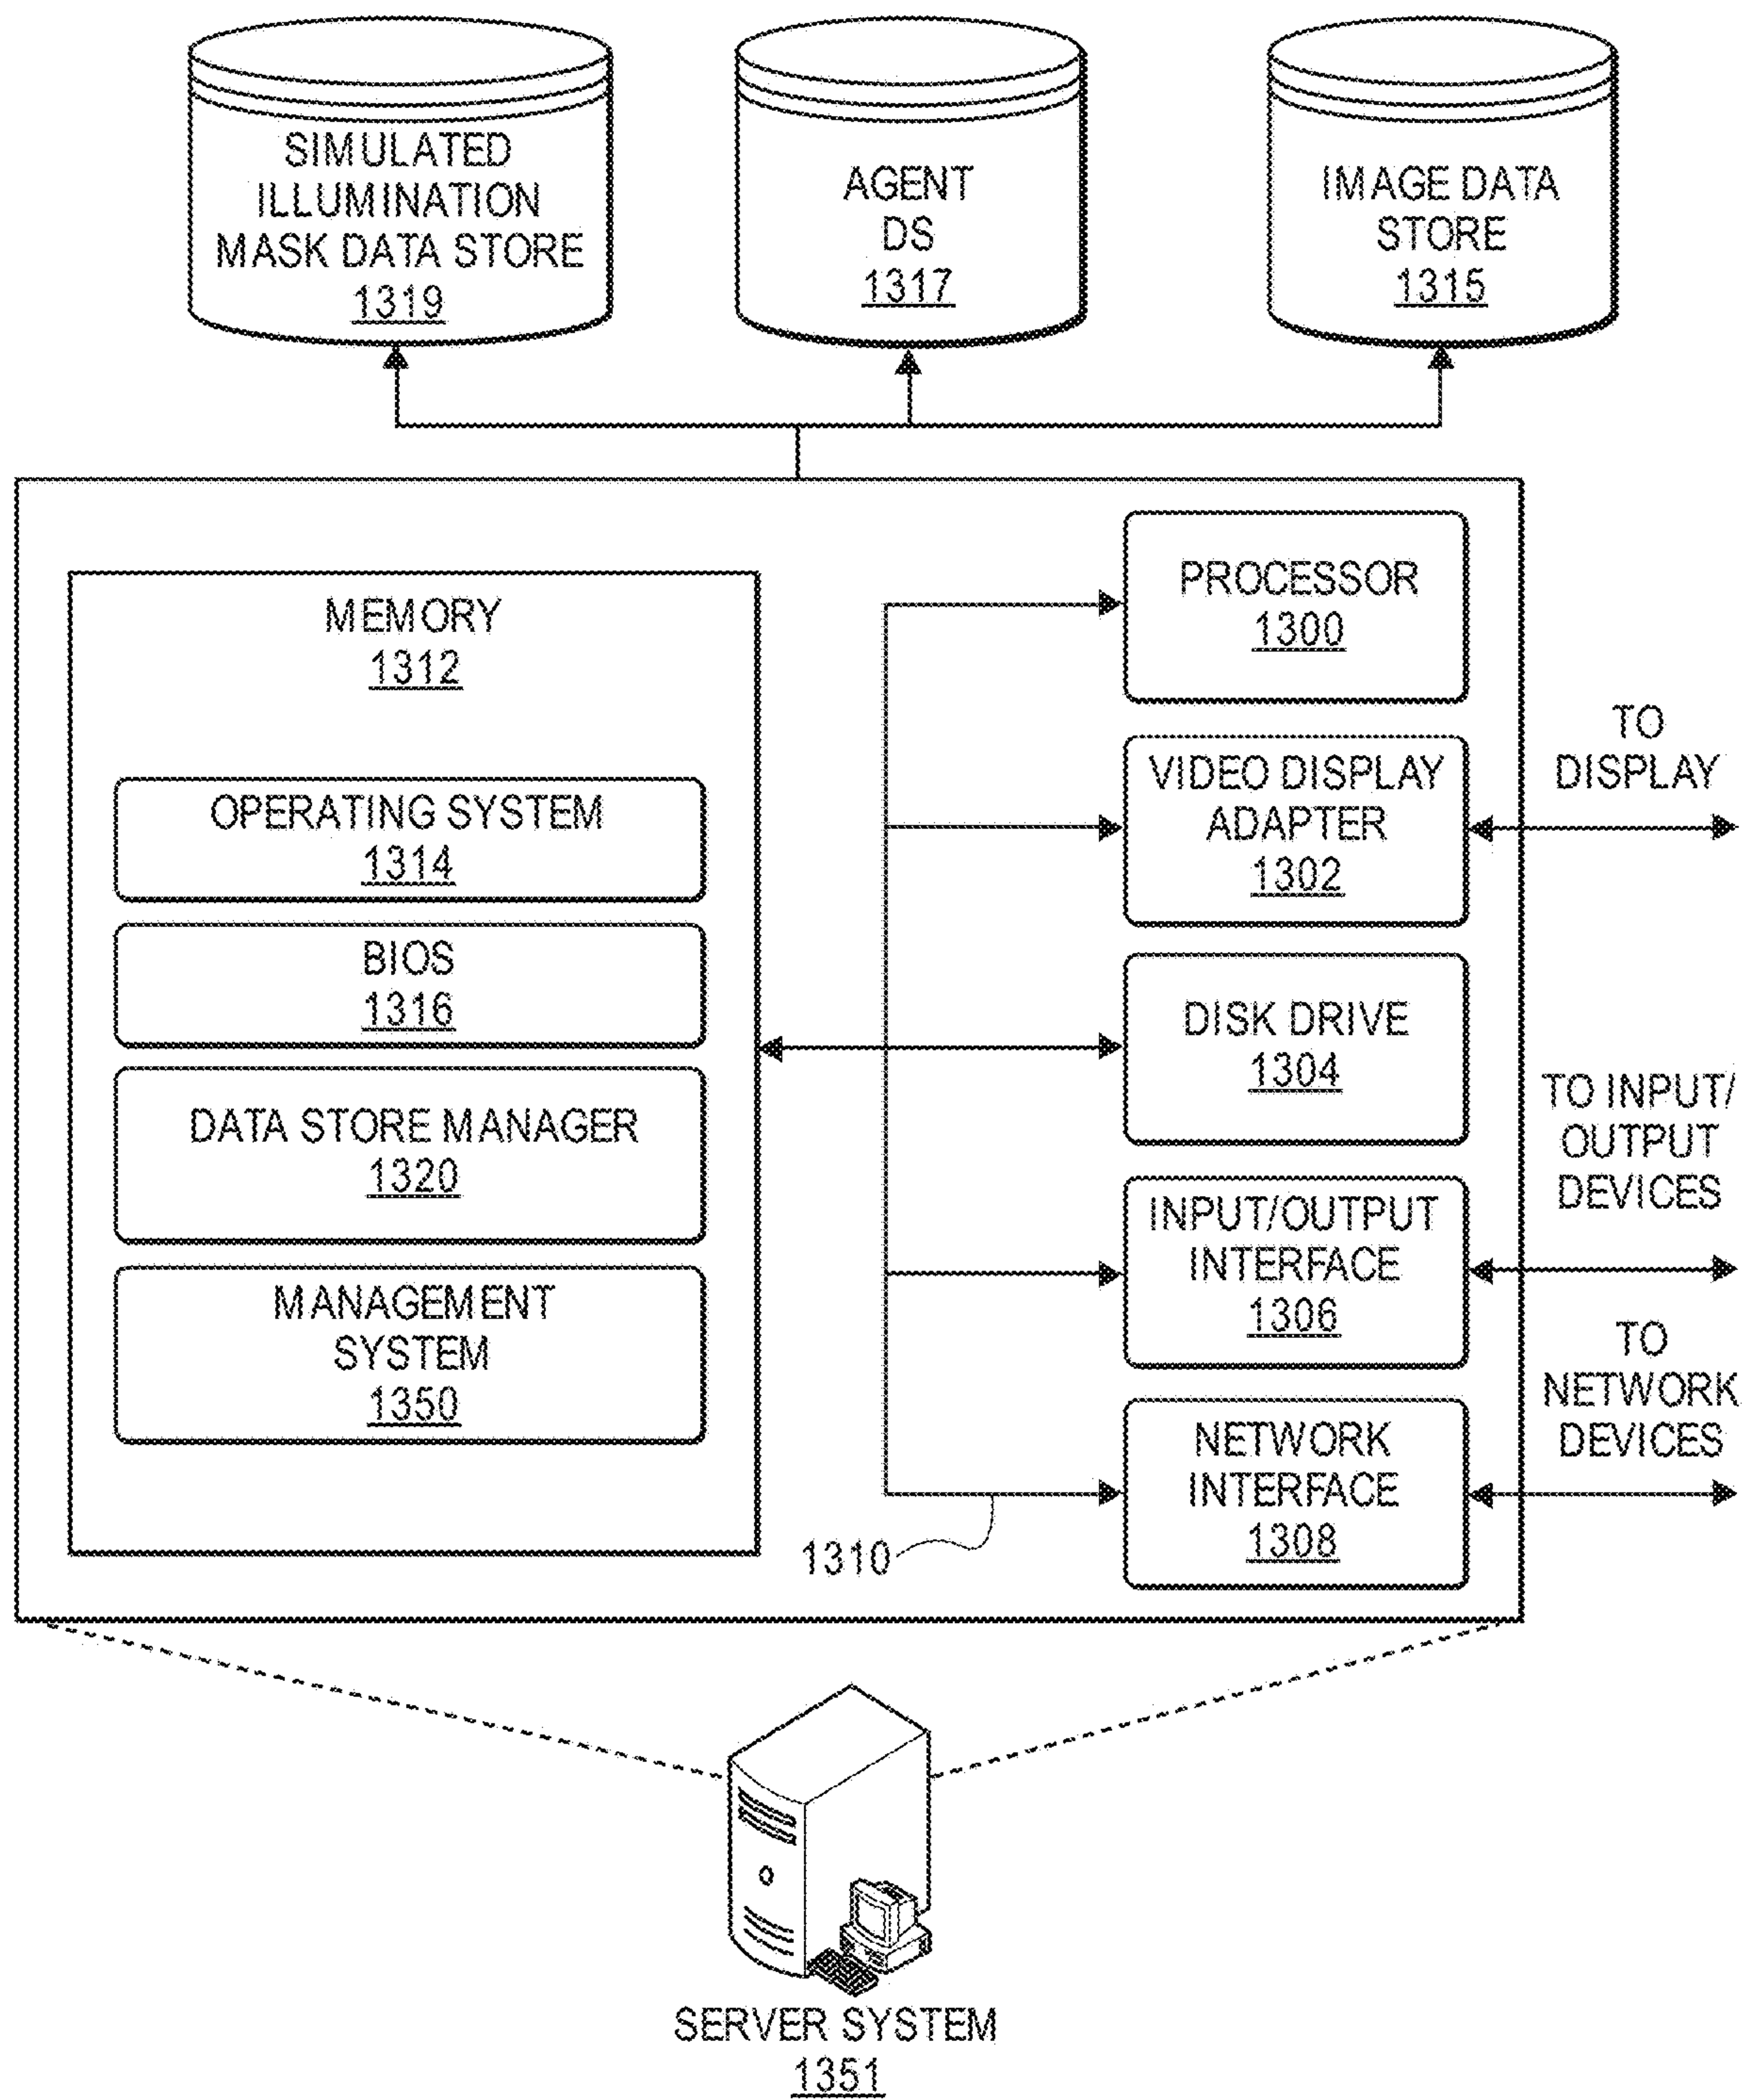 SIMULATED
ILLUMINATION
MASK DATA STORE
1319
AGENT
DS
1317
IMAGE DATA
STORE
1315
MEMORY
1312
OPERATING SYSTEM
1314
BIOS
1316
DATA STORE MANAGER
1320
MANAGEMENT
SYSTEM
1350
PROCESSOR
1300
VIDEO DISPLAY
ADAPTER
1302
DISK DRIVE
1304
INPUT/OUTPUT
INTERFACE
1306
NETWORK
INTERFACE
1308
1310
TO
DISPLAY
TO INPUT/
OUTPUT
DEVICES
TO
NETWORK
DEVICES
SERVER SYSTEM
1351